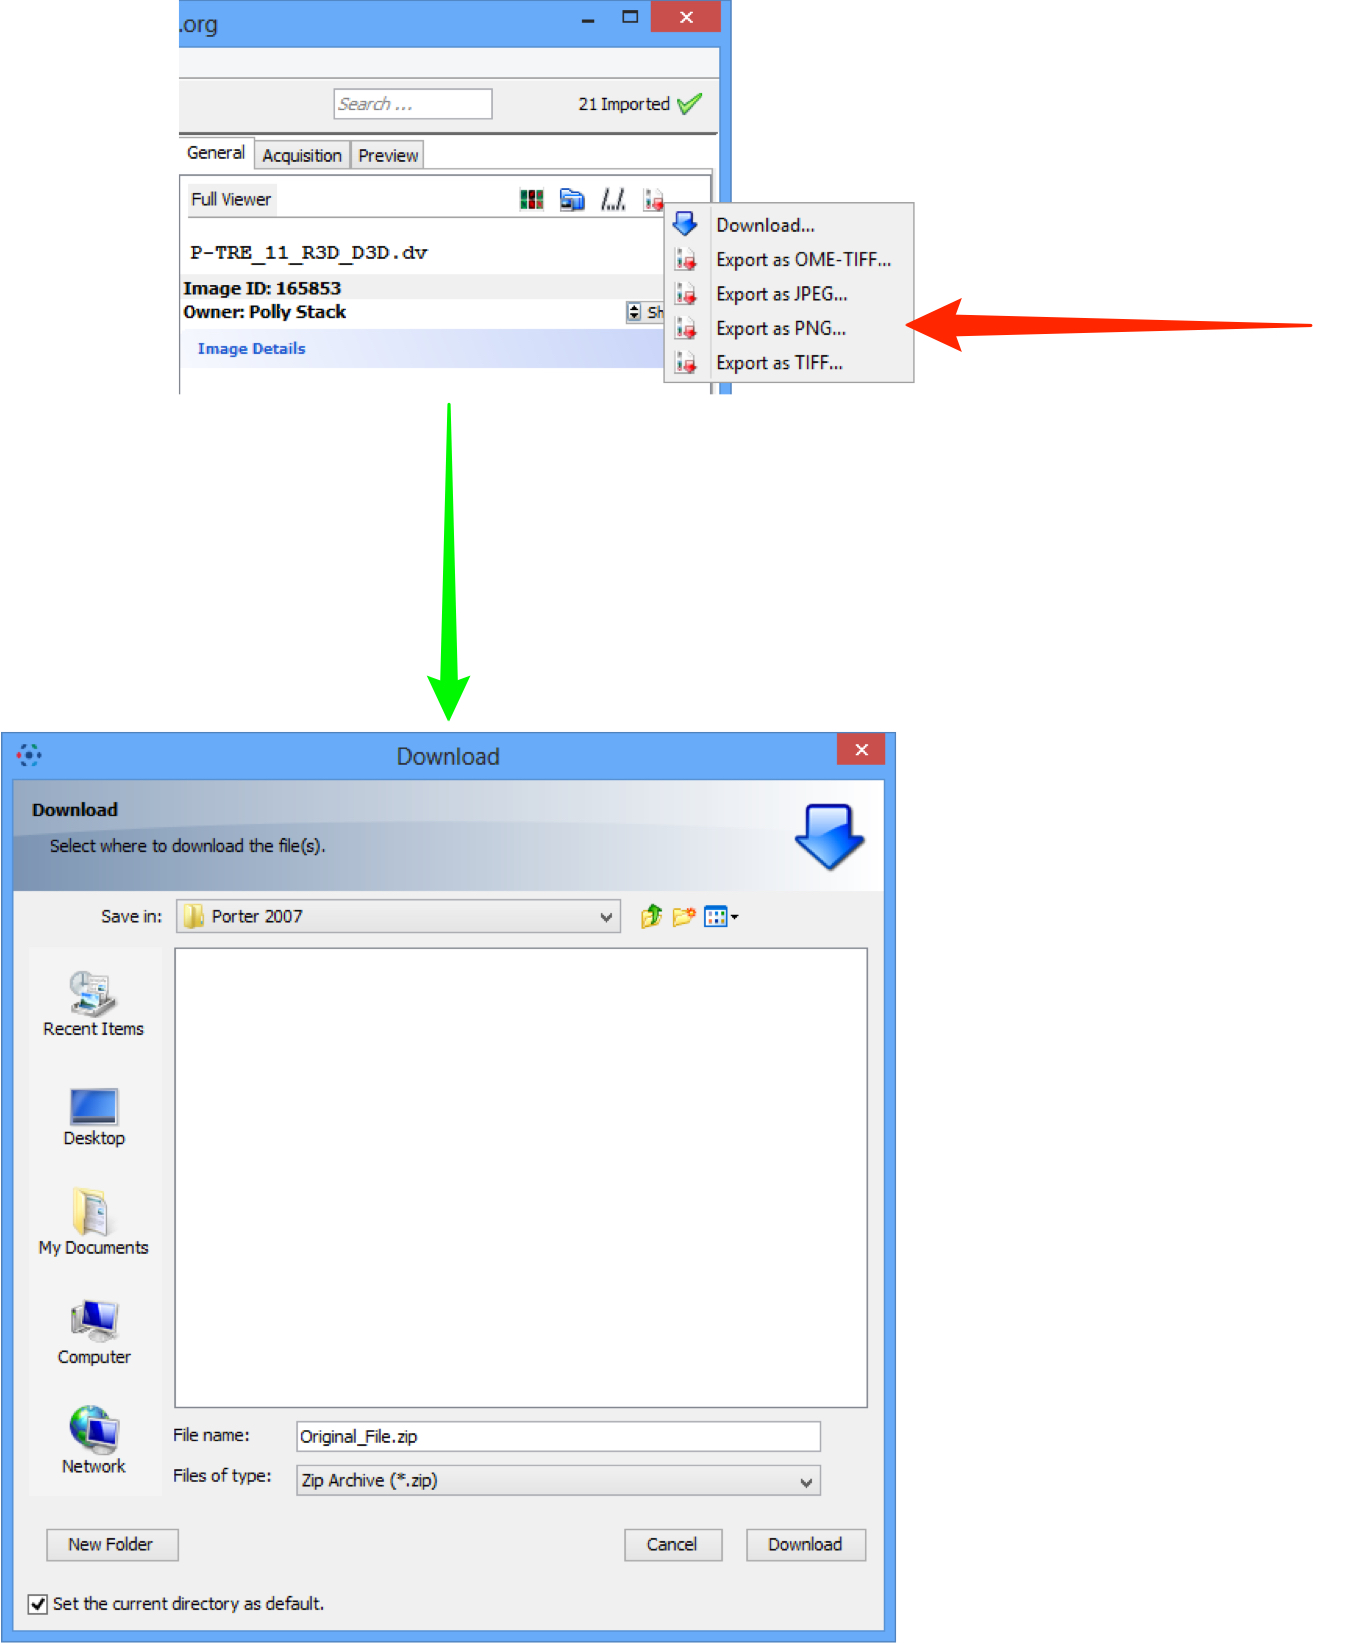 .org
Search ...
21 Imported
General Acquisition Preview
Full Viewer
Download...
P-TRE_11_R3D_D3D.dv
Export as OME-TIFF...
Image ID: 165853
Export as JPEG...
Owner: Polly Stack
Sh
Export as PNG...
Image Details
Export as TIFF...
Download
Download
Select where to download the file(s).
Save in: Porter 2007
Recent Items
Desktop
My Documents
Computer
Network
File name: Original_File.zip
Files of type: Zip Archive (*.zip)
New Folder Cancel Download
Set the current directory as default.